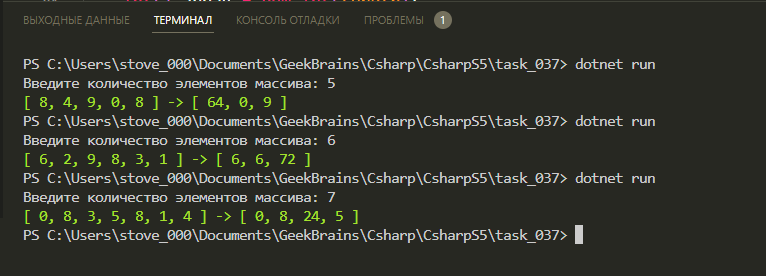 ВЫХОДНЫЕ ДАННЫЕ ТЕРМИНАЛ КОНСОЛЬ ОТЛАДКИ ПРОБЛЕМЫ 1
PS C:\Users\stove_000\Documents\GeekBrains\Csharp\CsharpS5\task_037> dotnet run
Введите количество элементов массива: 5
[ 8, 4, 9, 0, 8 ] -> [ 64, 0, 9 ]
PS C:\Users\stove_000\Documents\GeekBrains\Csharp\CsharpS5\task_037> dotnet run
Введите количество элементов массива: 6
[ 6, 2, 9, 8, 3, 1 ] -> [ 6, 6, 72 ]
PS C:\Users\stove_000\Documents\GeekBrains\Csharp\CsharpS5\task_037> dotnet run
Введите количество элементов массива: 7
[ 0, 8, 3, 5, 8, 1, 4 ] -> [ 0, 8, 24, 5 ]
PS C:\Users\stove_000\Documents\GeekBrains\Csharp\CsharpS5\task_037>